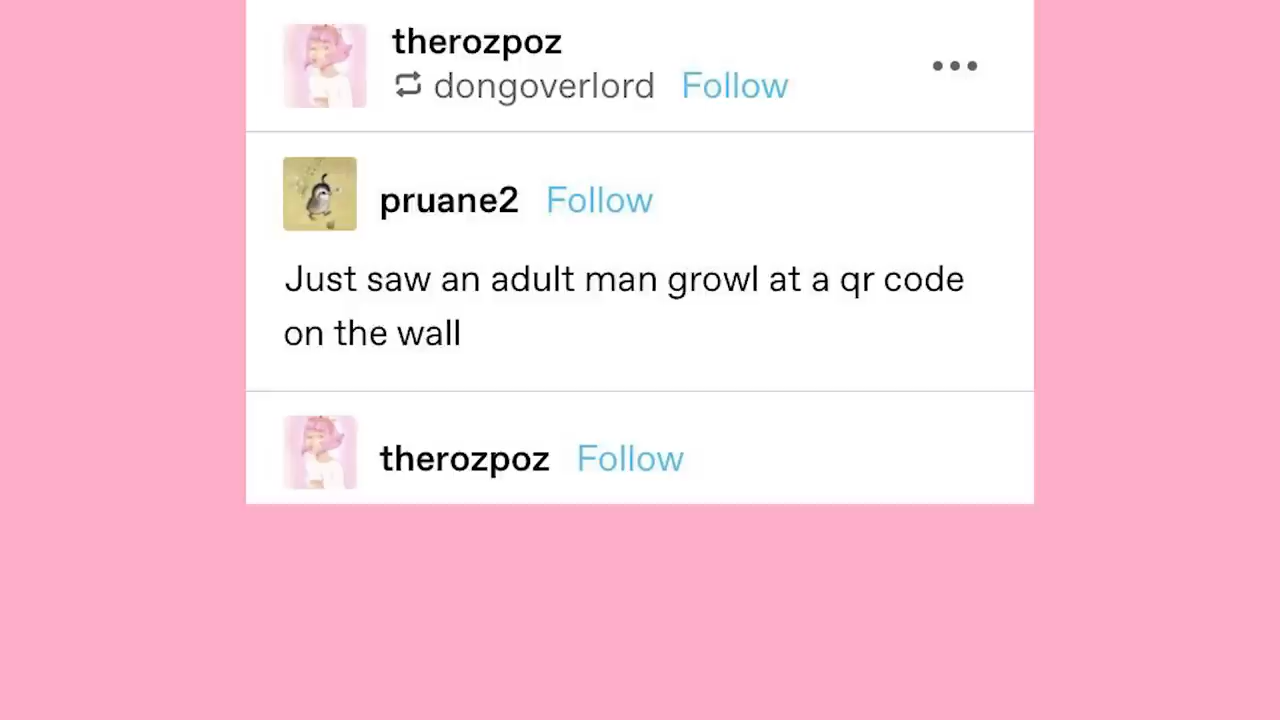 therozpoz
dongoverlord Follow
pruane2 Follow
Just saw an adult man growl at a qr code
on the wall
therozpoz Follow